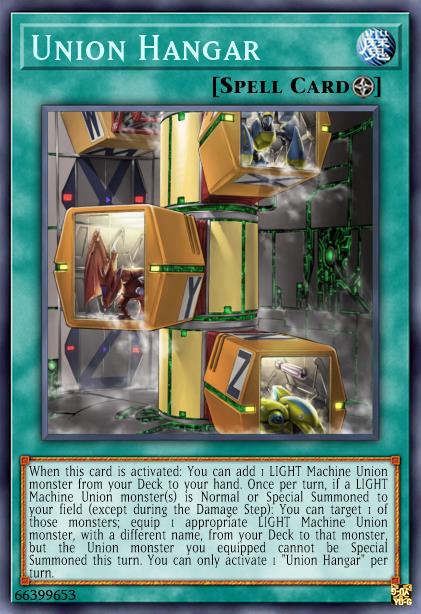 UNION HANGAR
魔
[SPELL CARD]
W
Y
Z
When this card is activated: You can add 1 LIGHT Machine Union
monster from your Deck to your hand. Once per turn, if a LIGHT
Machine Union monster(s) is Normal or Special Summoned to
your field (except during the Damage Step): You can target 1 of
those monsters; equip 1 appropriate LIGHT Machine Union
monster, with a different name, from your Deck to that monster,
but the Union monster you equipped cannot be Special
Summoned this turn. You can only activate 1 "Union Hangar" per
turn.
66399653